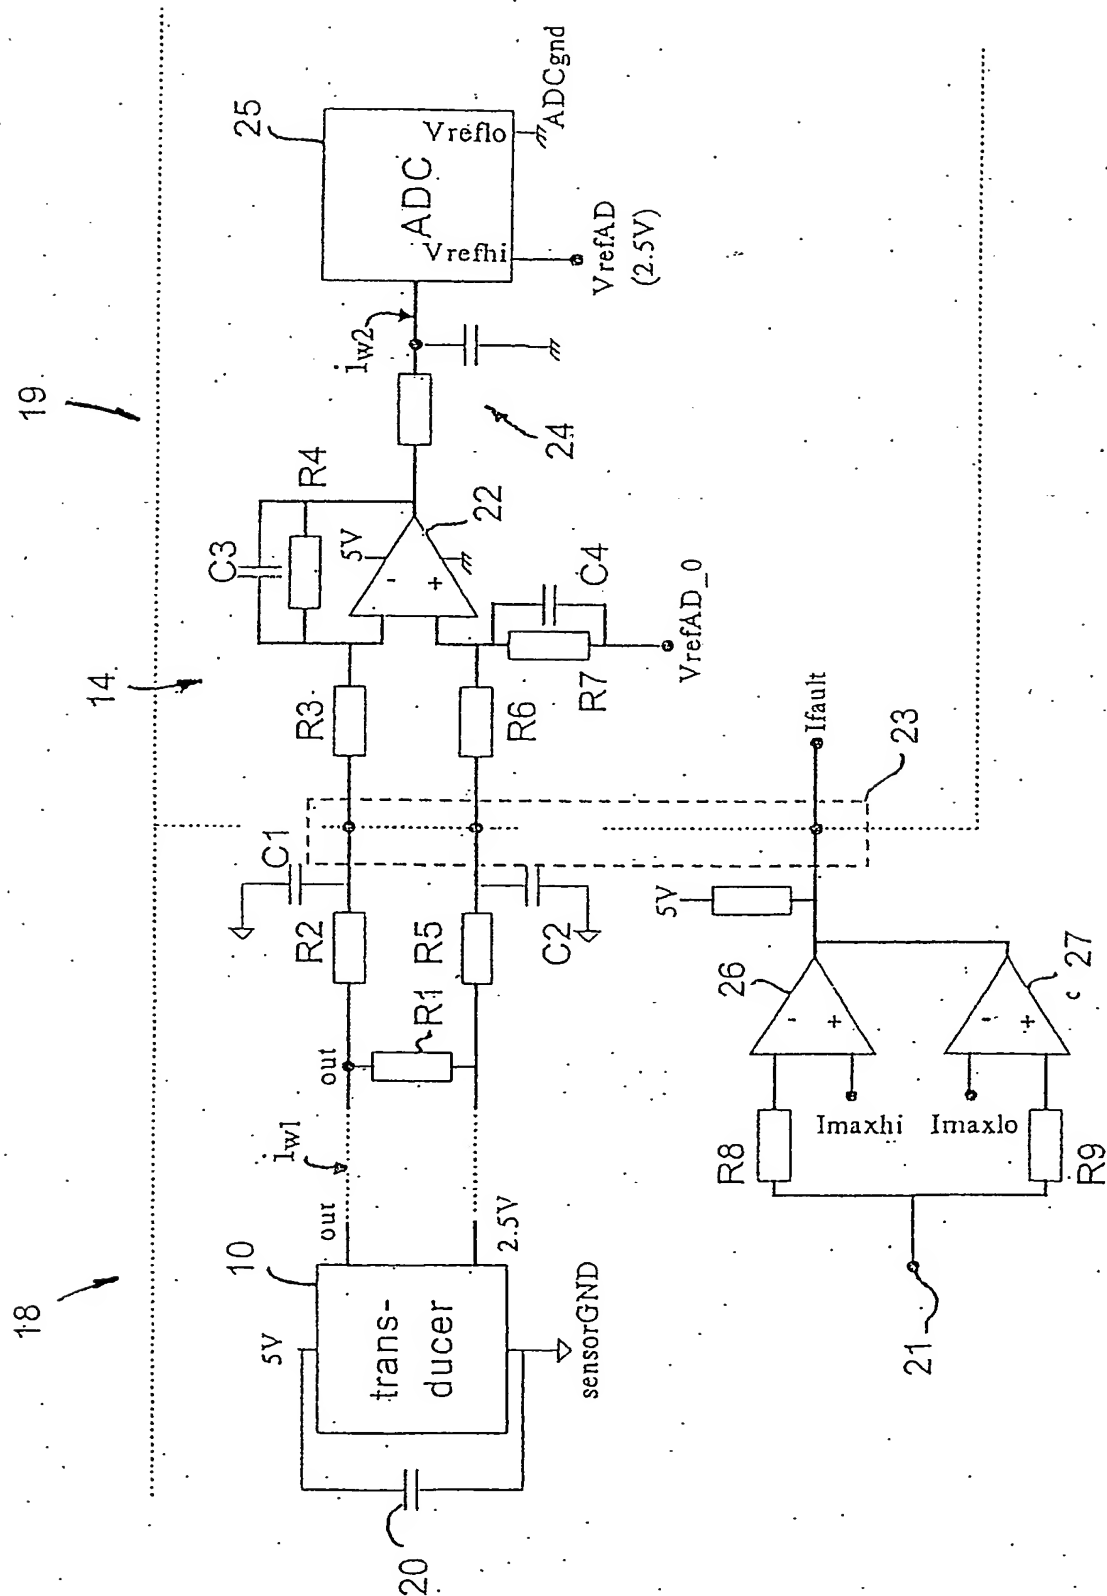 18
19
14
10
5V
trans-
ducer
20
sensorGND
out
2.5V
iw1
out
R1
R2
C1
R5
C2
R3
R6
C3
R4
5V
-
+
22
C4
R7
VrefAD_0
24
iw2
25
ADC
Vrefhi
Vreflo
ADCgnd
VrefAD
(2.5V)
21
R8
R9
Imaxhi
Imaxlo
26
-
+
27
-
+
c
5V
Ifault
23